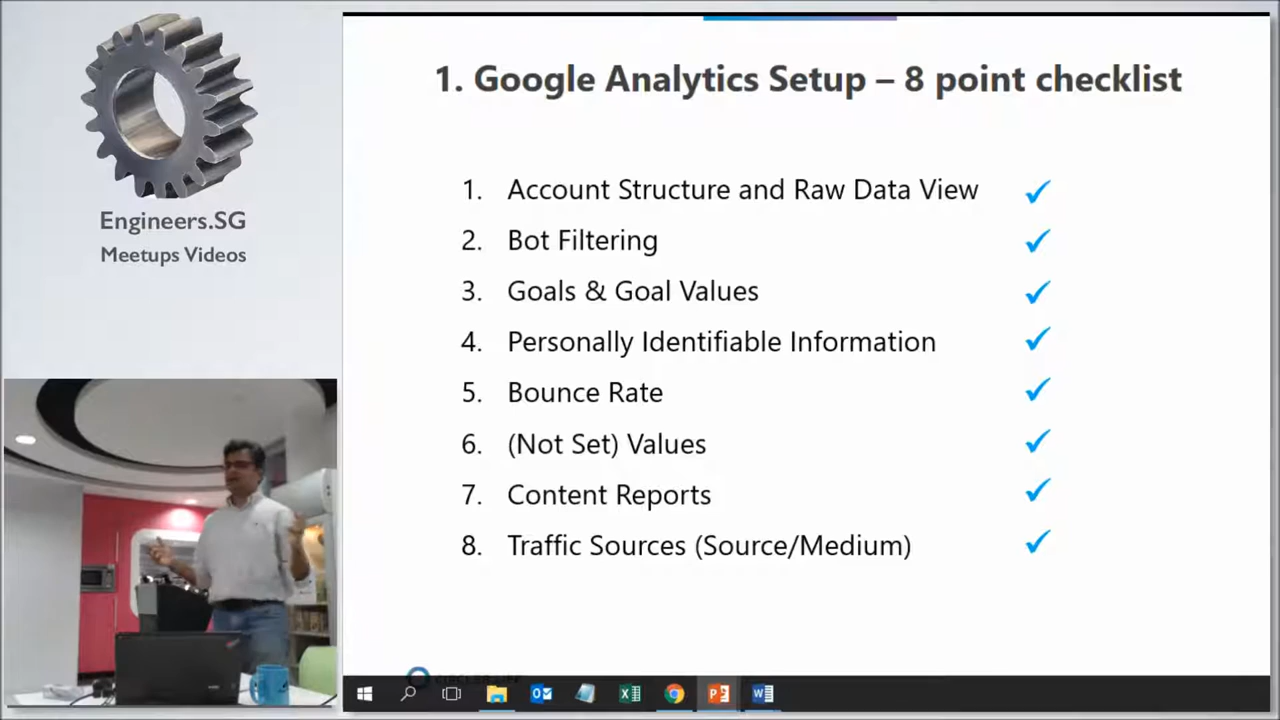 Engineers.SG
Meetups Videos
1. Google Analytics Setup – 8 point checklist
1. Account Structure and Raw Data View
2. Bot Filtering
3. Goals & Goal Values
4. Personally Identifiable Information
5. Bounce Rate
6. (Not Set) Values
7. Content Reports
8. Traffic Sources (Source/Medium)